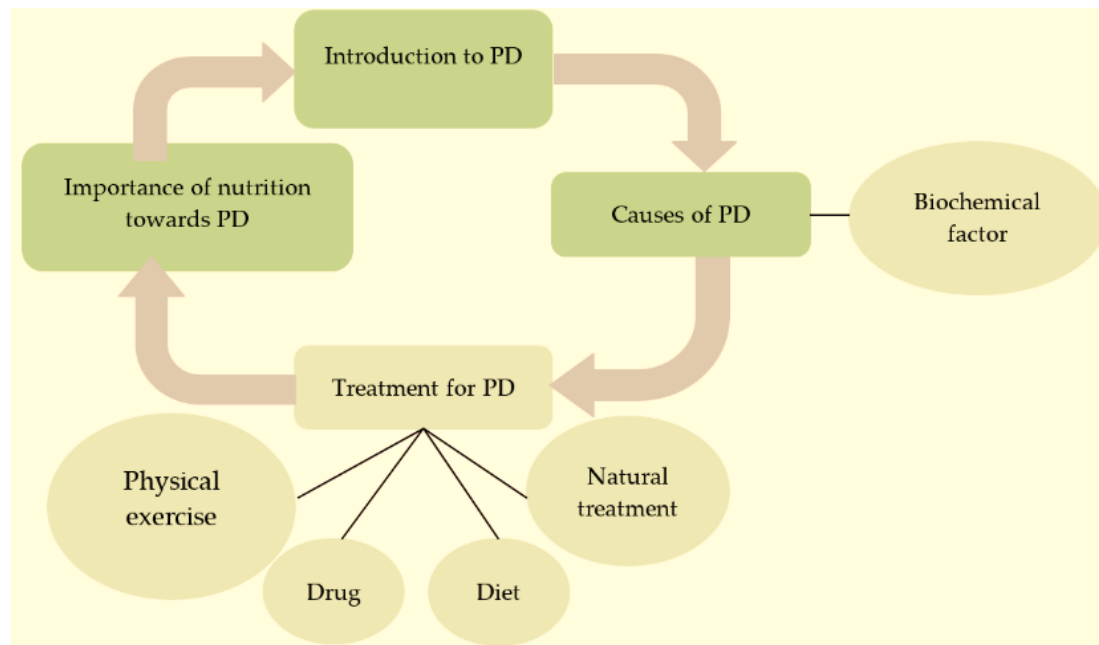 Introduction to PD
Importance of nutrition
towards PD
Causes of PD
Biochemical
factor
Treatment for PD
Physical
exercise
Natural
treatment
Drug
Diet